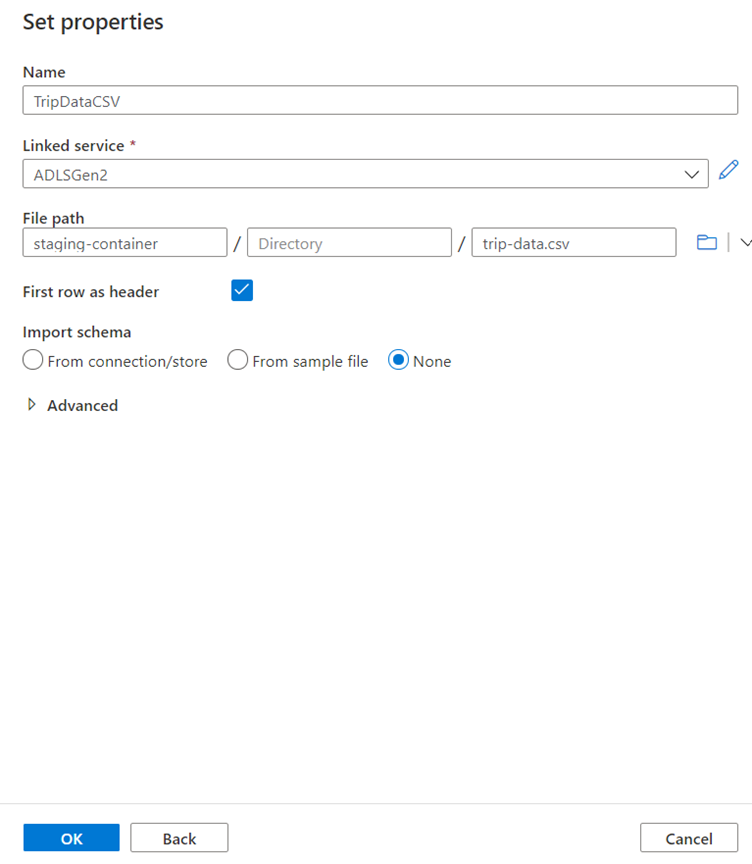 Set properties
Name
TripDataCSV
Linked service *
ADLSGen2
File path
staging-container / Directory / trip-data.csv
First row as header
Import schema
From connection/store From sample file None
Advanced
OK Back Cancel